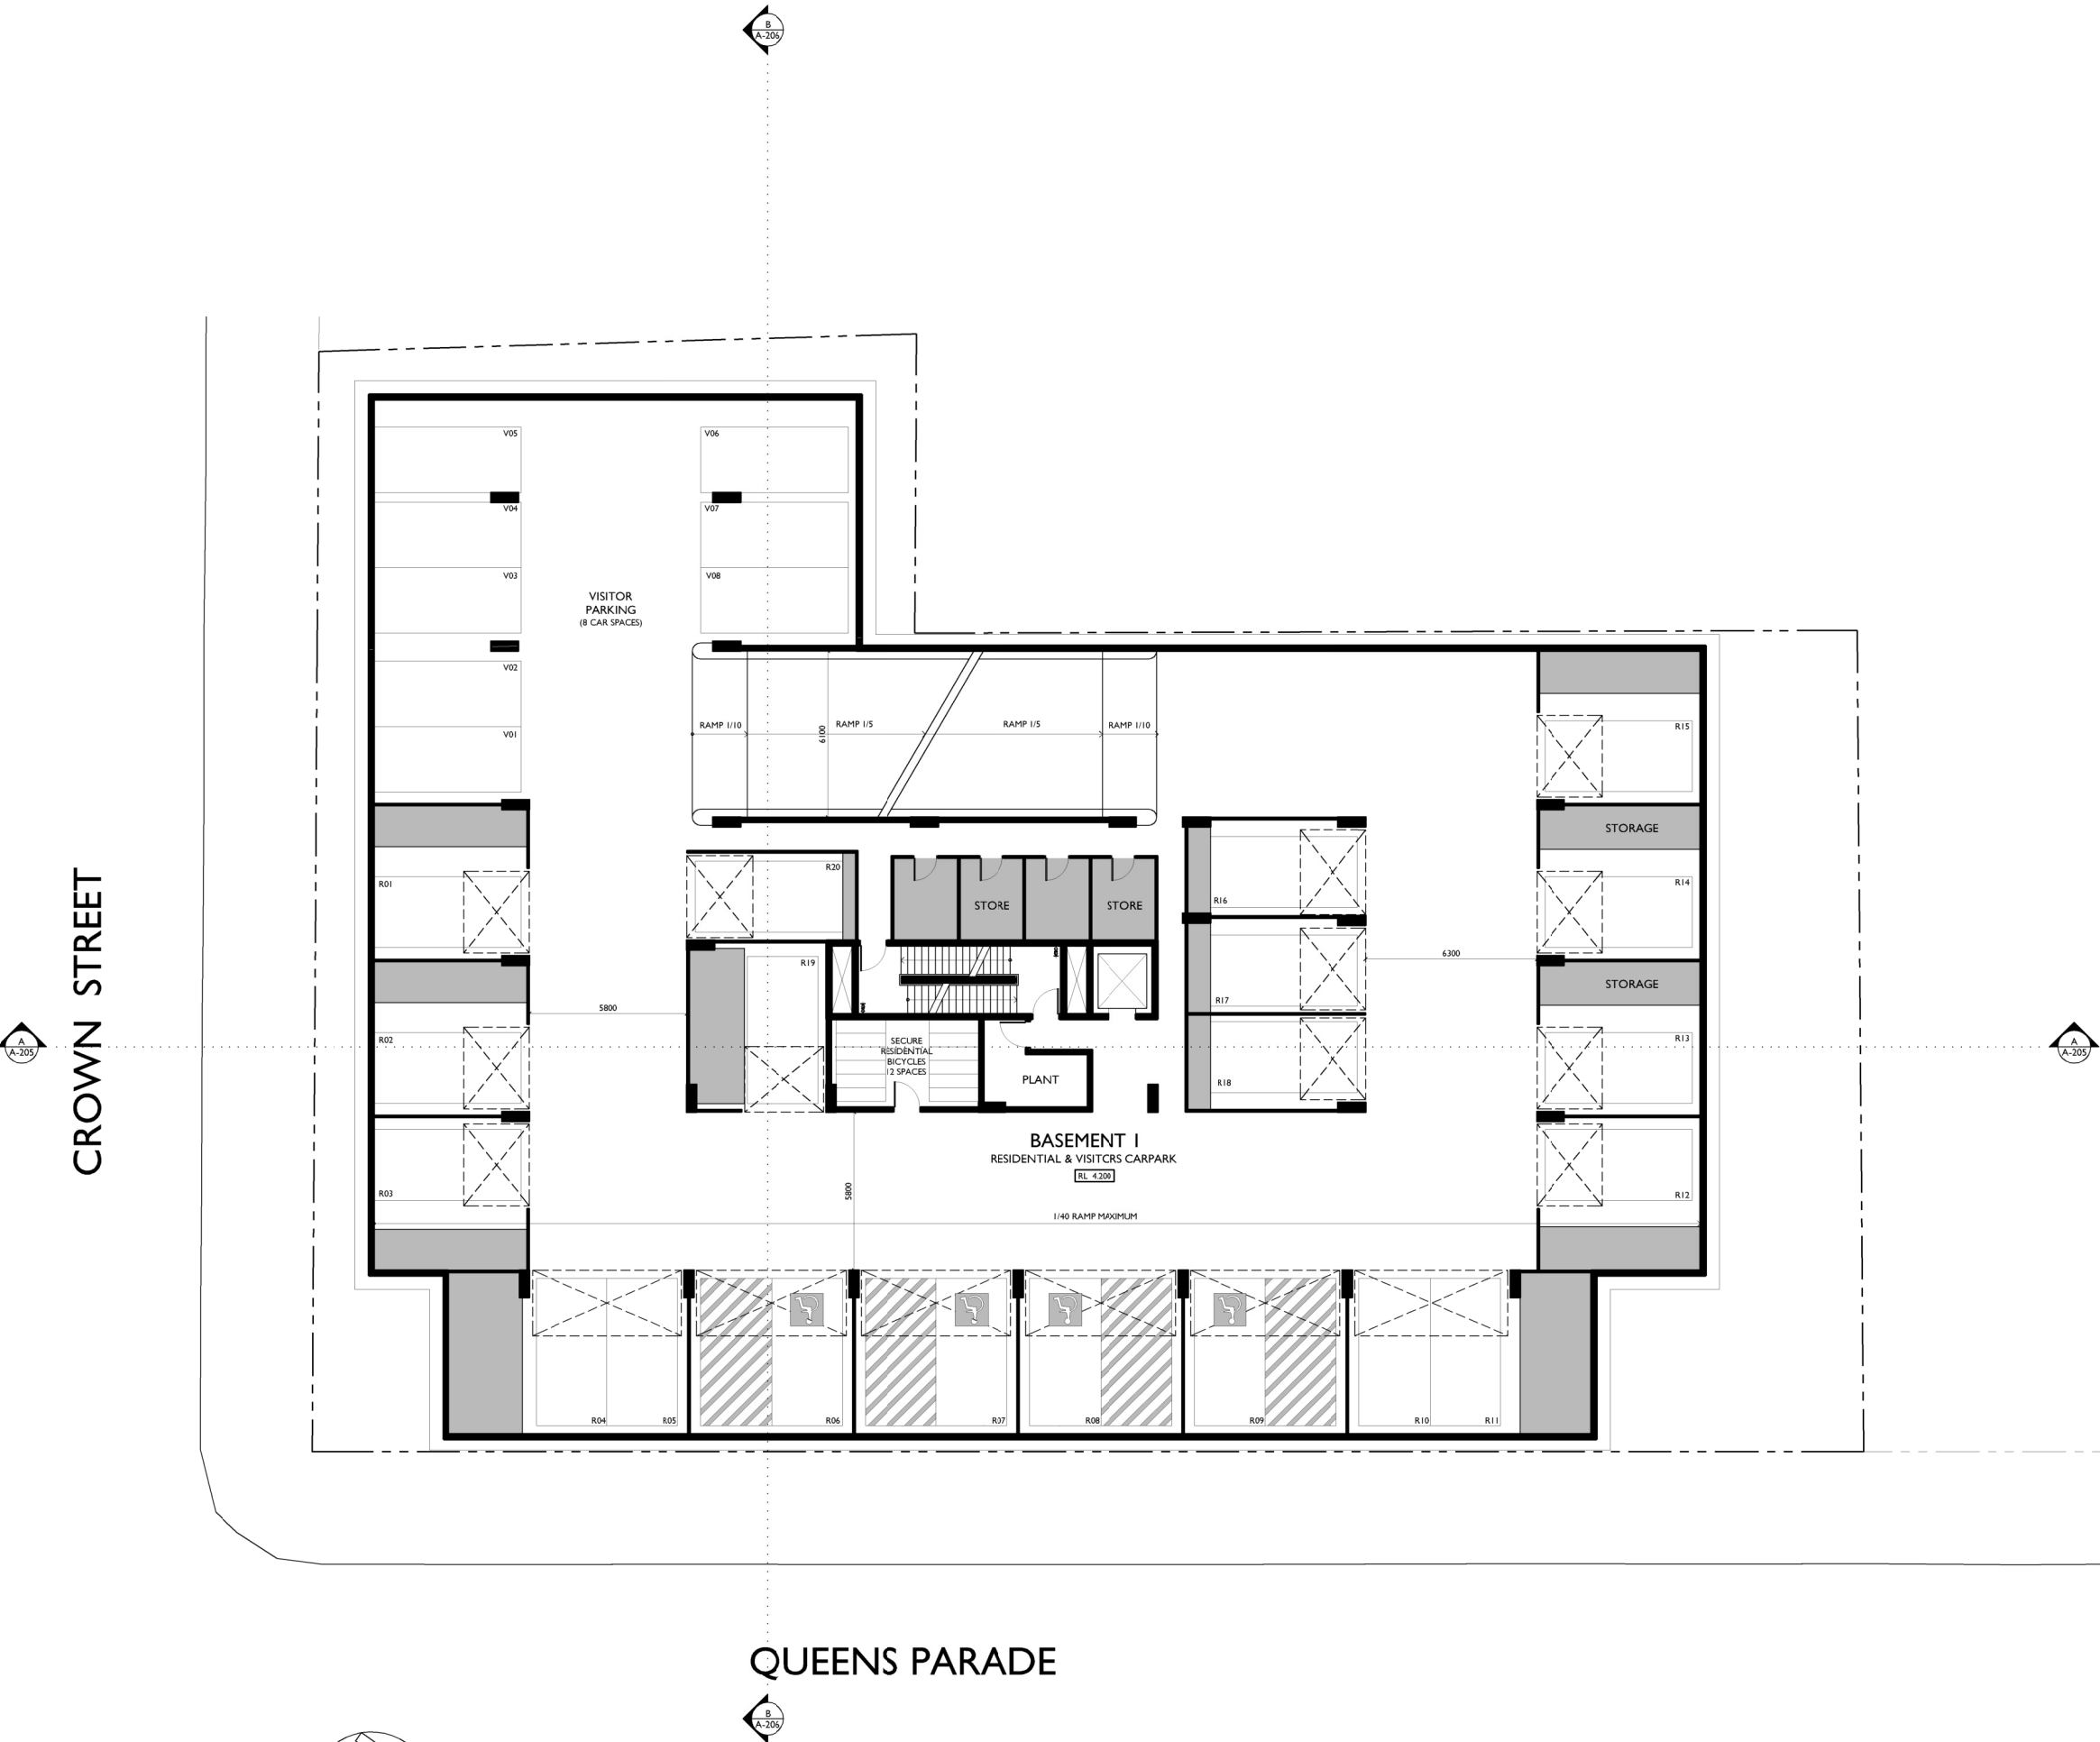 B
A-206
V05
V06
V04
V07
V03
V08
VISITOR
PARKING
(8 CAR SPACES)
V02
V01
RAMP 1/10
6100
RAMP 1/5
RAMP 1/5
RAMP 1/10
R15
STORAGE
R01
R20
STORE
STORE
R16
R14
CROWN STREET
R19
6300
STORAGE
5800
R17
A
A-205
R02
SECURE
RESIDENTIAL
BICYCLES
12 SPACES
PLANT
R18
R13
A
A-205
BASEMENT 1
RESIDENTIAL & VISITORS CARPARK
RL 4.200
R03
5800
R12
1/40 RAMP MAXIMUM
R04
R05
R06
R07
R08
R09
R10
R11
QUEENS PARADE
B
A-206